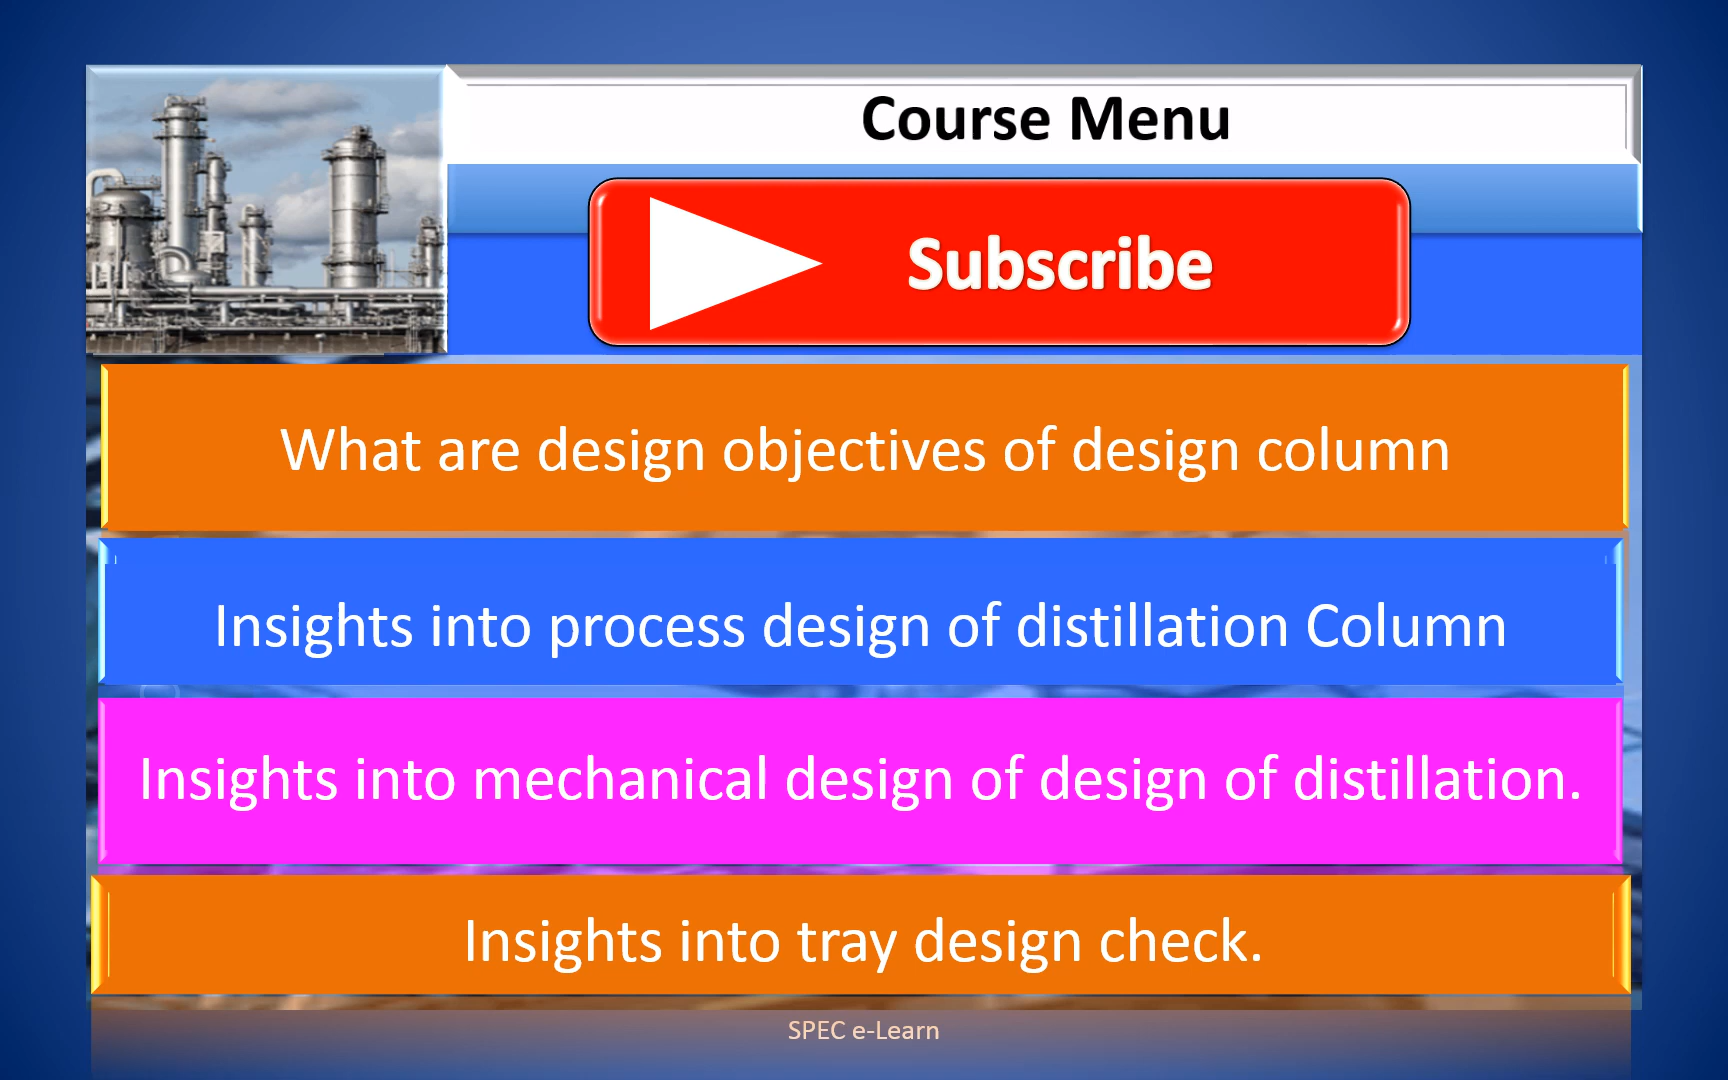 Course Menu
Subscribe
What are design objectives of design column
Insights into process design of distillation Column
Insights into mechanical design of design of distillation.
Insights into tray design check.
SPEC e-Learn